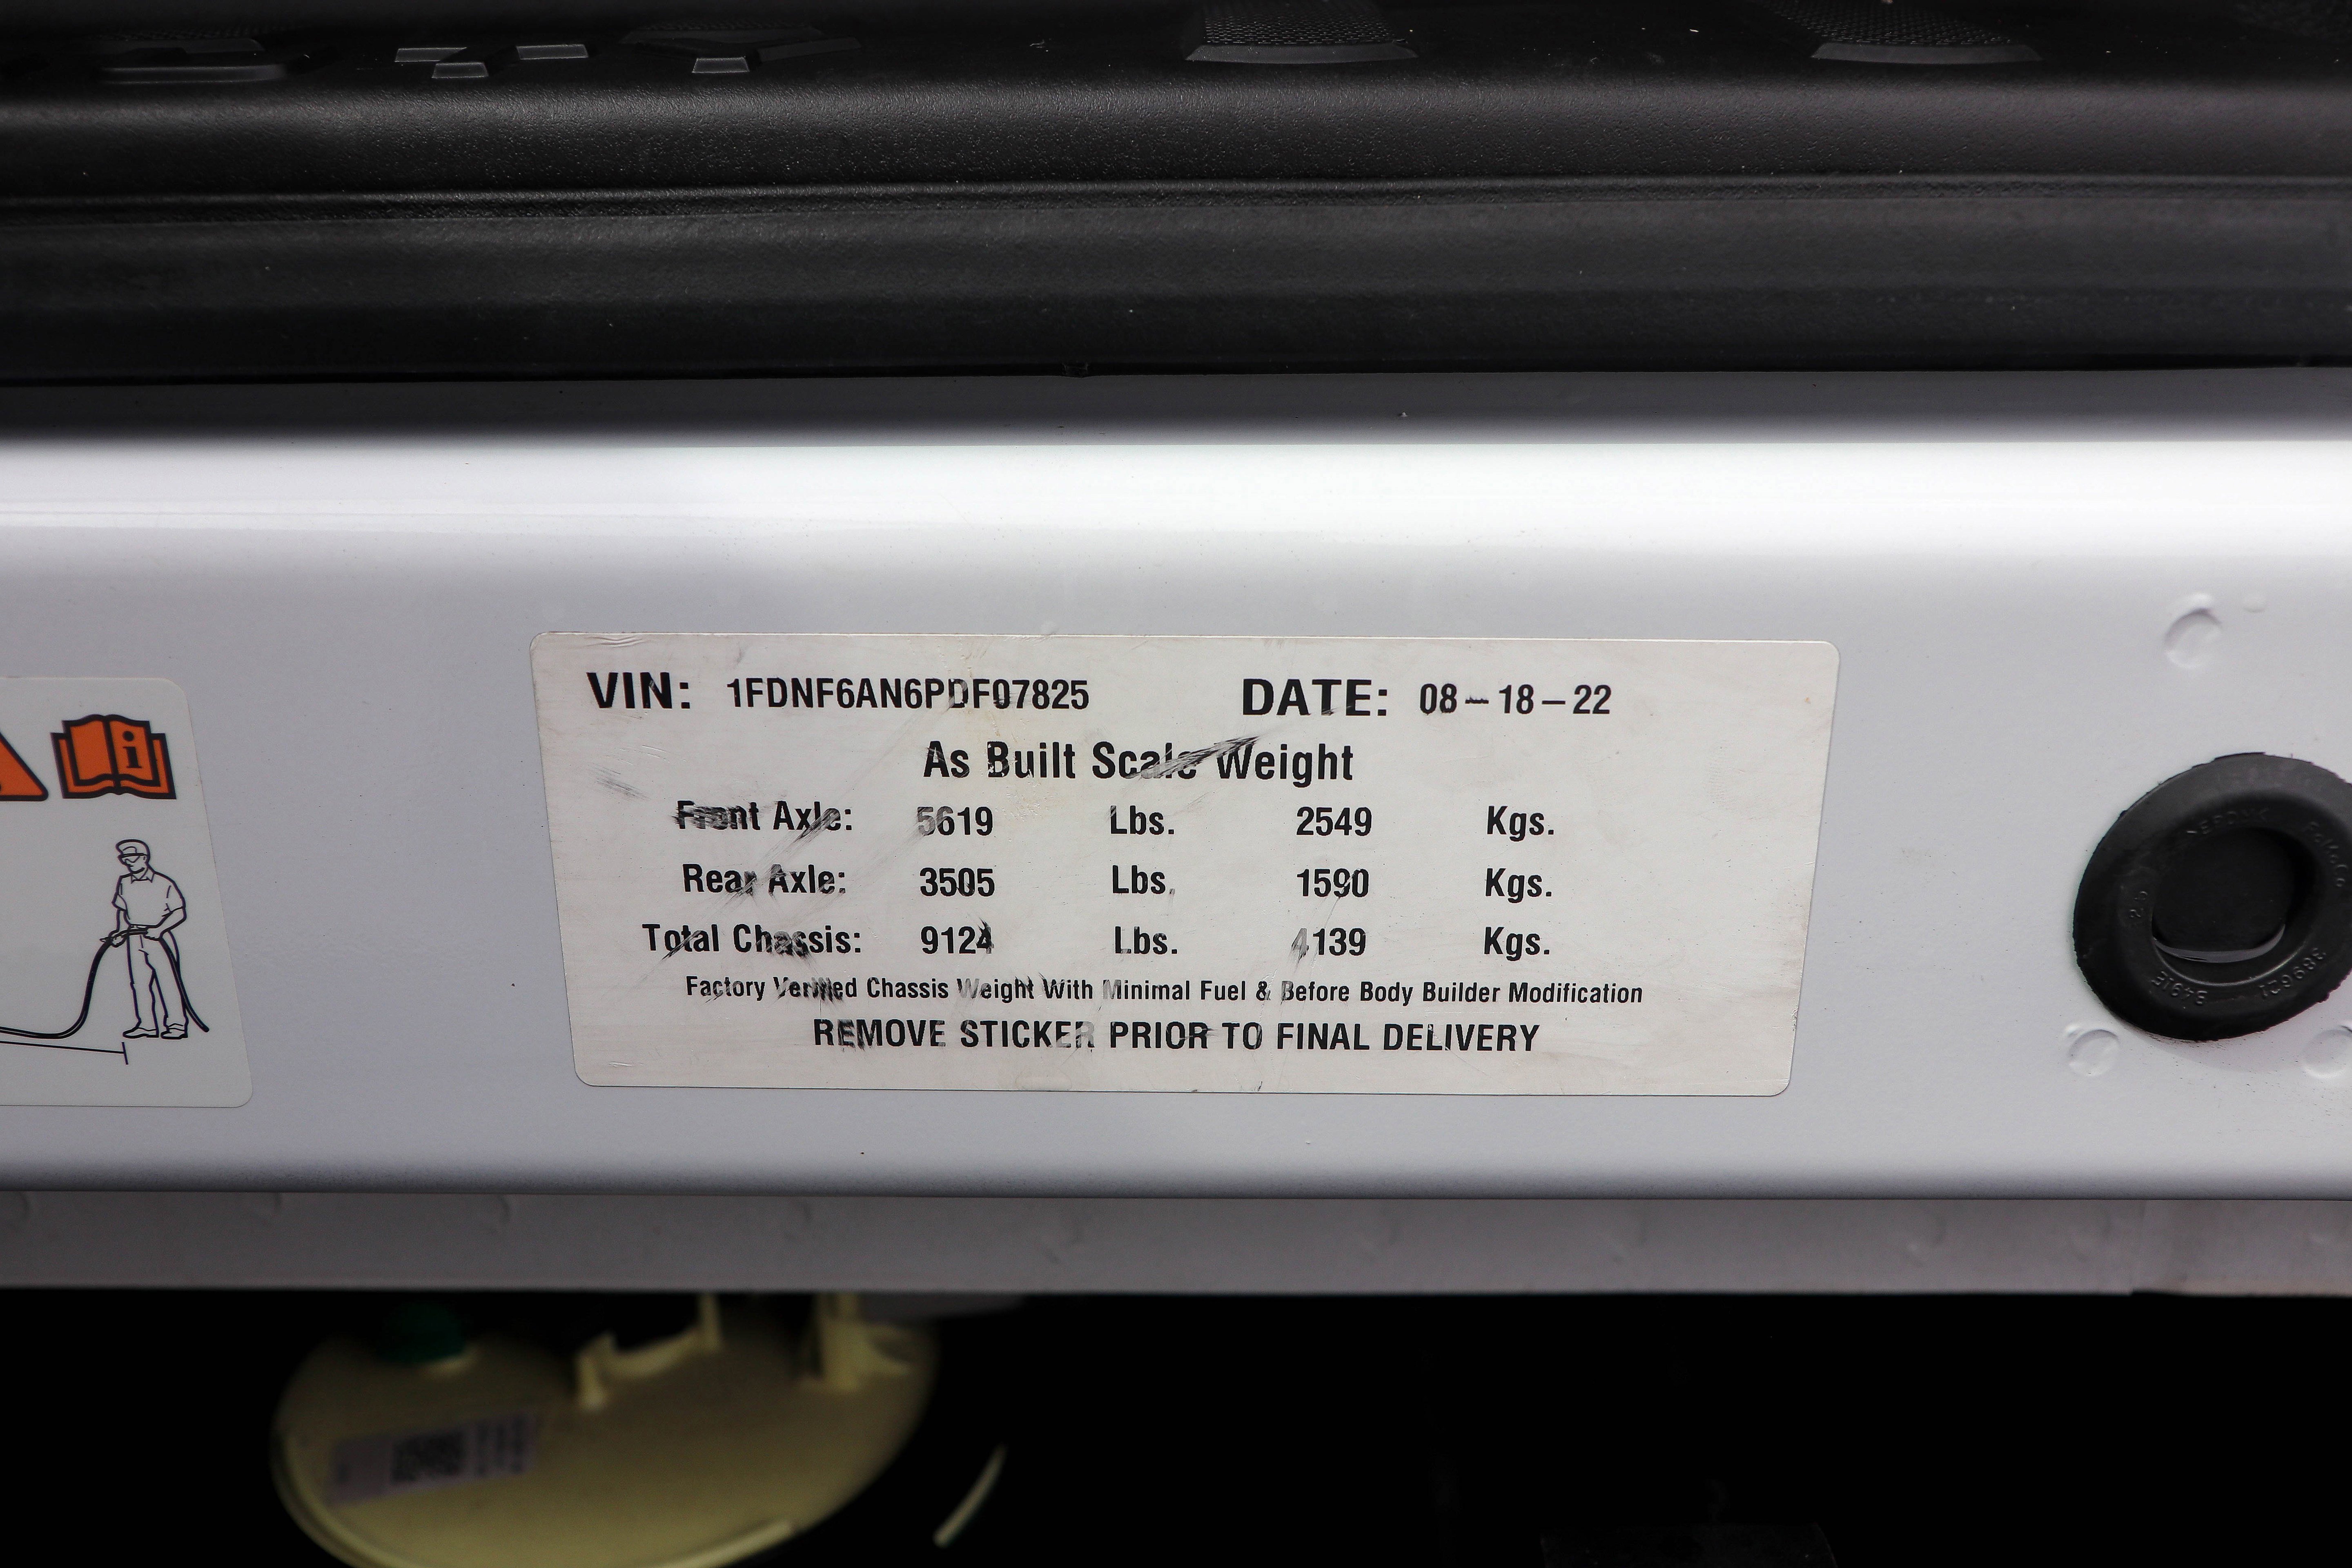 VIN: 1FDNF6AN6PDF07825 DATE: 08-18-22
As Built Scale Weight
Front Axle: 5619 Lbs. 2549 Kgs.
Rear Axle: 3505 Lbs. 1590 Kgs.
Total Chassis: 9124 Lbs. 4139 Kgs.
Factory Verified Chassis Weight With Minimal Fuel & Before Body Builder Modification
REMOVE STICKER PRIOR TO FINAL DELIVERY